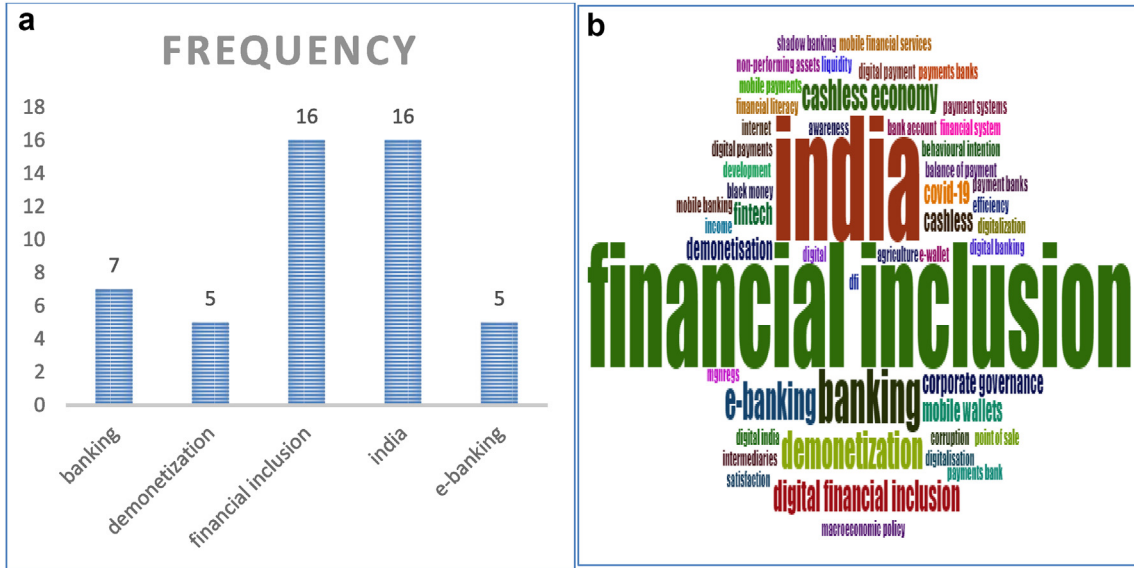 a
FREQUENCY
18
16
14
12
10
8
6
4
2
0
7
5
16
16
5
banking
demonetization
financial inclusion
india
e-banking
b
shadow banking mobile financial services
non-performing assets liquidity digital payment payments banks
mobile payments cashless economy
financial literacy payment systems
internet awareness bank account financial system
india
digital payments behavioural intention
development balance of payment
black money covid-19 payment banks
mobile banking fintech cashless efficiency
income digitalization
demonetisation digital agriculture e-wallet digital banking
dfi
financial inclusion
mgnregs corporate governance
e-banking banking mobile wallets
digital india demonetization corruption point of sale
intermediaries digitalisation
satisfaction payments bank
digital financial inclusion
macroeconomic policy